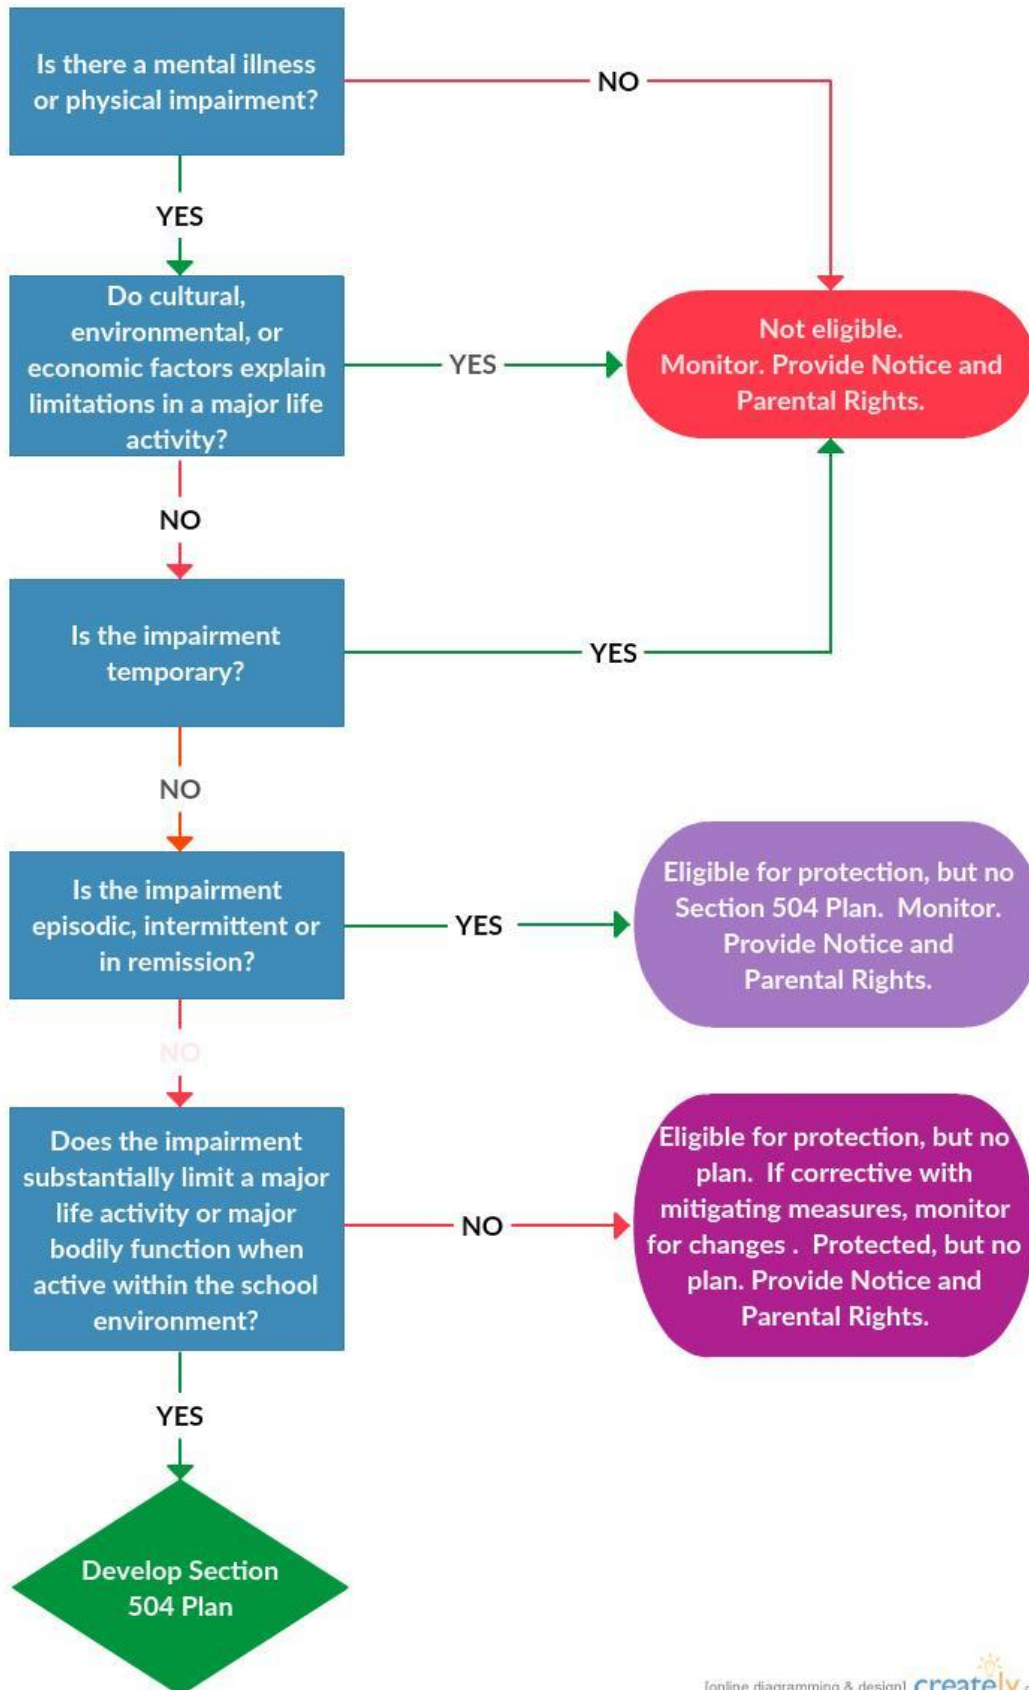 Is there a mental illness
or physical impairment?
NO
YES
Do cultural,
environmental, or
economic factors explain
limitations in a major life
activity?
YES
Not eligible.
Monitor. Provide Notice and
Parental Rights.
NO
Is the impairment
temporary?
YES
NO
Is the impairment
episodic, intermittent or
in remission?
YES
Eligible for protection, but no
Section 504 Plan. Monitor.
Provide Notice and
Parental Rights.
NO
Does the impairment
substantially limit a major
life activity or major
bodily function when
active within the school
environment?
NO
Eligible for protection, but no
plan. If corrective with
mitigating measures, monitor
for changes . Protected, but no
plan. Provide Notice and
Parental Rights.
YES
Develop Section
504 Plan
[online diagramming & design] creately